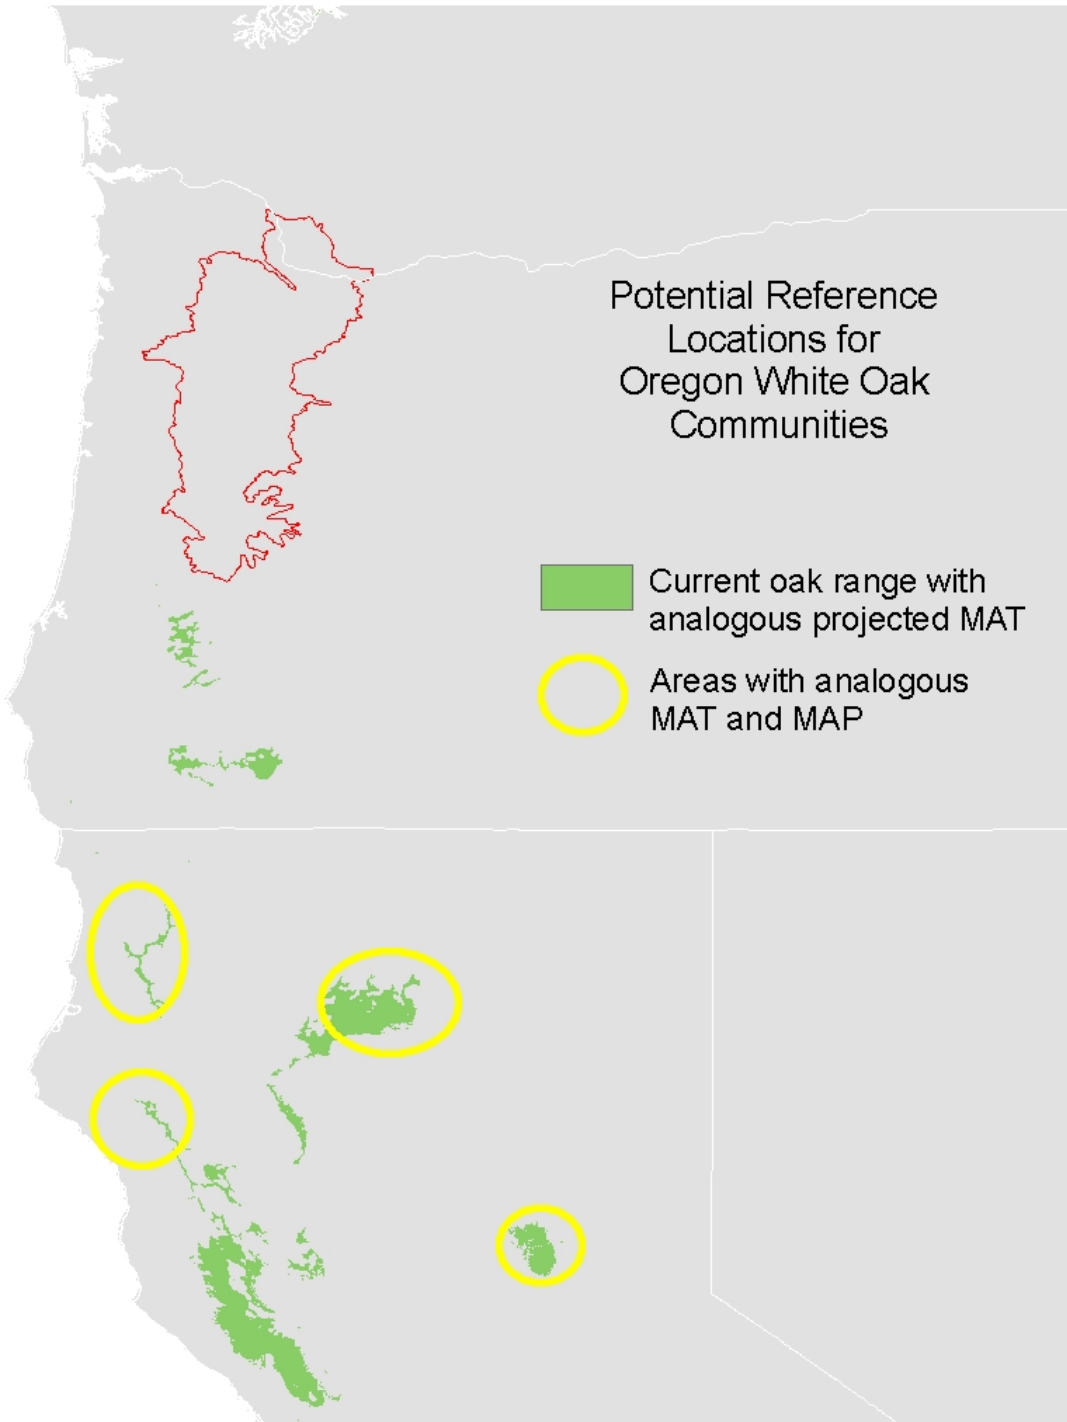 Potential Reference
Locations for
Oregon White Oak
Communities
Current oak range with
analogous projected MAT
Areas with analogous
MAT and MAP